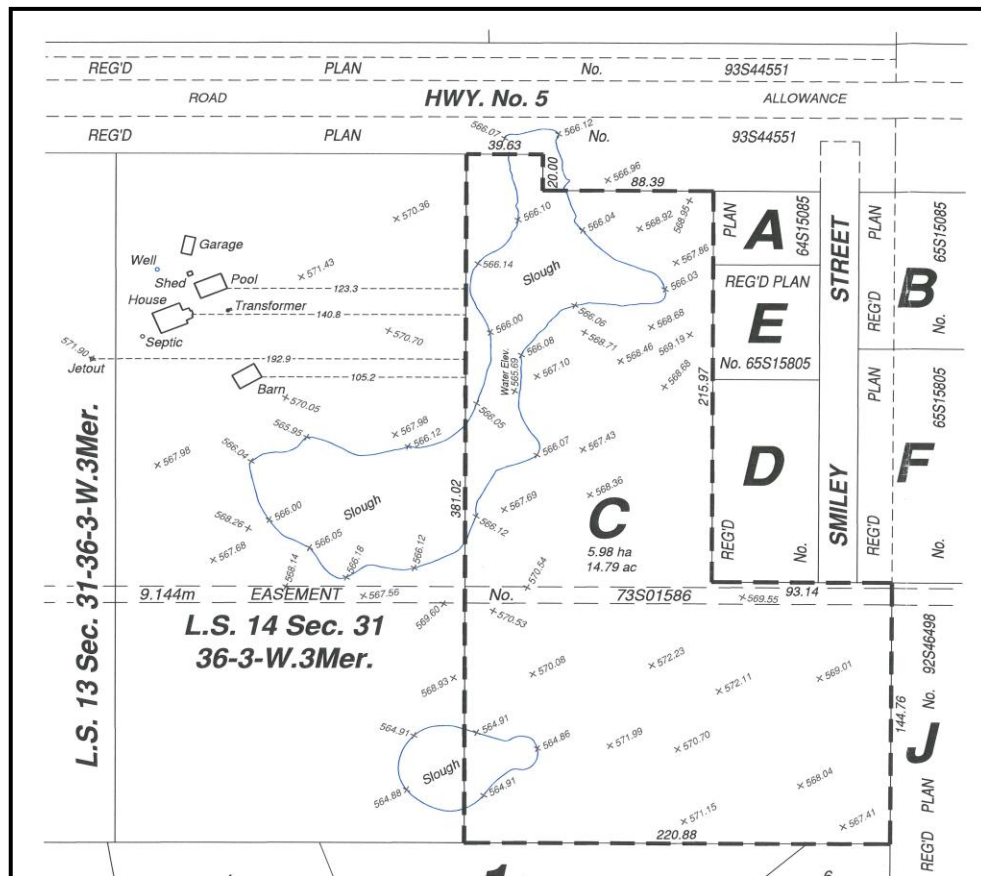 REG'D PLAN No. 93S44551
ROAD HWY. No. 5 ALLOWANCE
REG'D PLAN No. 93S44551
566.07
566.12
39.63
20.00
566.96
88.39
570.36
566.10
566.04
568.92
568.95
PLAN A 64S15085
STREET
PLAN B 65S15085
Garage
Well
Shed
Pool
571.43
566.14
Slough
567.86
566.03
REG'D PLAN
E
No. 65S15805
REG'D No.
123.3
House
Transformer
140.8
566.06
566.00
570.70
568.71
568.68
569.19
Septic
571.90
Jetout
192.9
566.08
568.46
Water Elev. 565.69
567.10
568.68
215.97
105.2
Barn
570.05
566.05
PLAN F 65S15805
565.95
567.98
566.12
567.98
566.04
566.07
567.43
D
REG'D No.
SMILEY
REG'D No.
381.02
Slough
566.00
568.26
567.69
568.36
566.12
C
5.98 ha
14.79 ac
567.68
566.05
568.14
566.18
566.12
570.54
9.144m EASEMENT No. 73S01586
567.56
569.55
93.14
569.60
570.53
L.S. 13 Sec. 31-36-3-W.3Mer.
L.S. 14 Sec. 31
36-3-W.3Mer.
568.93
570.08
572.23
572.11
569.01
144.76
REG'D PLAN No. 92S46498
J
564.91
564.91
564.86
571.99
570.70
Slough
564.88
564.91
568.04
571.15
567.41
220.88